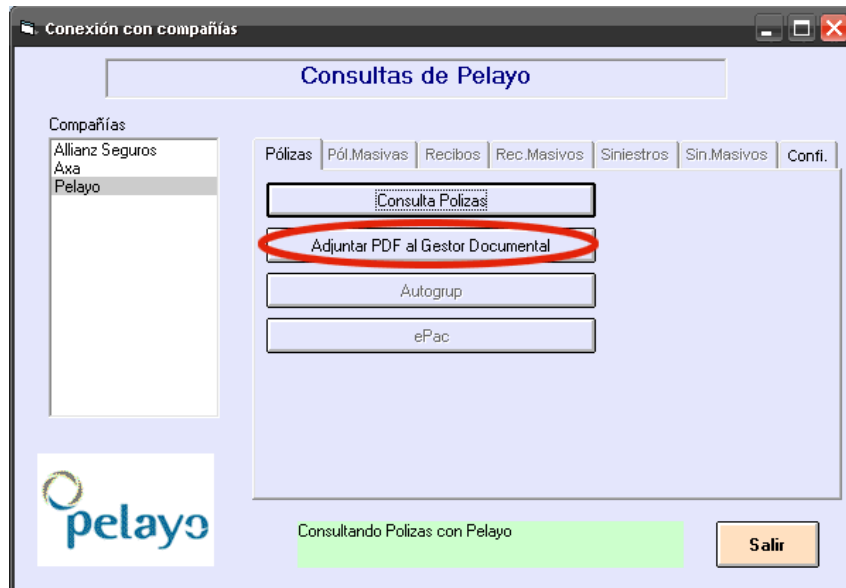 Conexión con compañías
Consultas de Pelayo
Compañías
Allianz Seguros
Axa
Pelayo
Pólizas Pól.Masivas Recibos Rec.Masivos Siniestros Sin.Masivos Confi.
Consulta Polizas
Adjuntar PDF al Gestor Documental
Autogrup
ePac
pelayo
Consultando Polizas con Pelayo
Salir